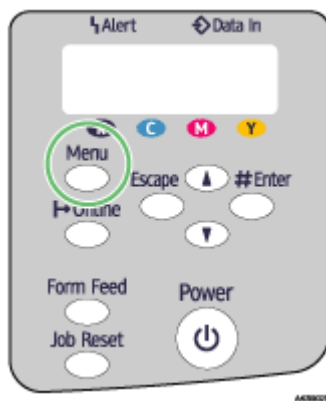 Alert Data In
C M Y
Menu
Escape # Enter
Online
Form Feed
Power
Job Reset